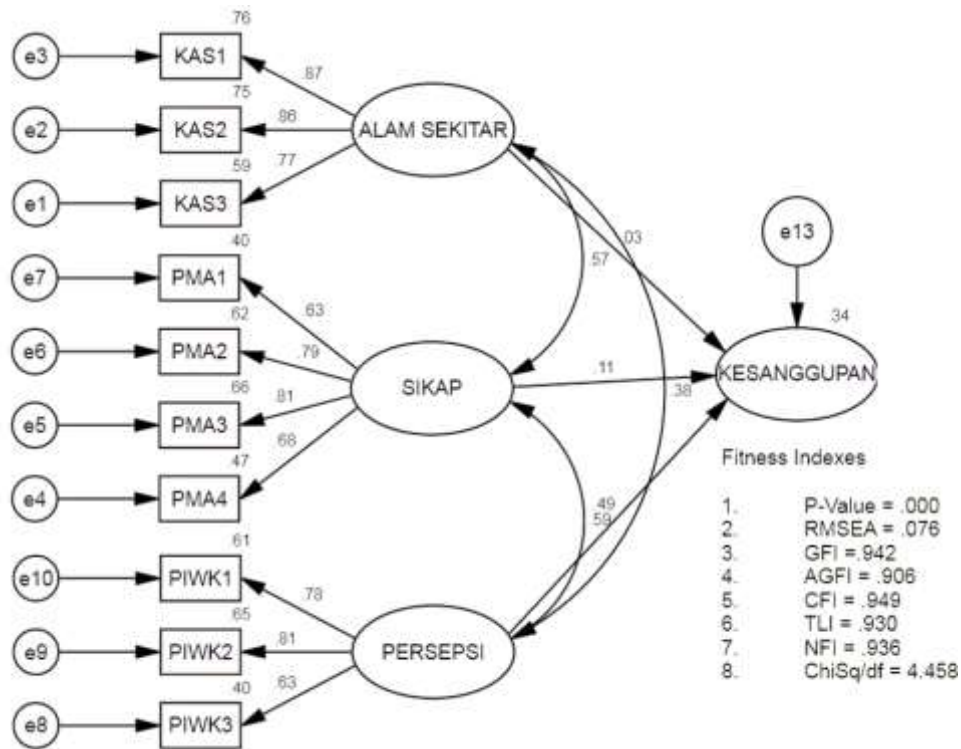 .76
e3 KAS1
.87
.75
e2 KAS2
.86
ALAM SEKITAR
.77
.59
e1 KAS3
.40
e7 PMA1
.63
.62
e6 PMA2
.79
.66
e5 PMA3
.81
SIKAP
.68
.47
e4 PMA4
.61
e10 PIWK1
.78
.65
e9 PIWK2
.81
PERSEPSI
.63
.40
e8 PIWK3
.03
.57
.11
.38
.49
.59
e13
.34
KESANGGUPAN
Fitness Indexes
1. P-Value = .000
2. RMSEA = .076
3. GFI =.942
4. AGFI = .906
5. CFI = .949
6. TLI = .930
7. NFI = .936
8. ChiSq/df = 4.458